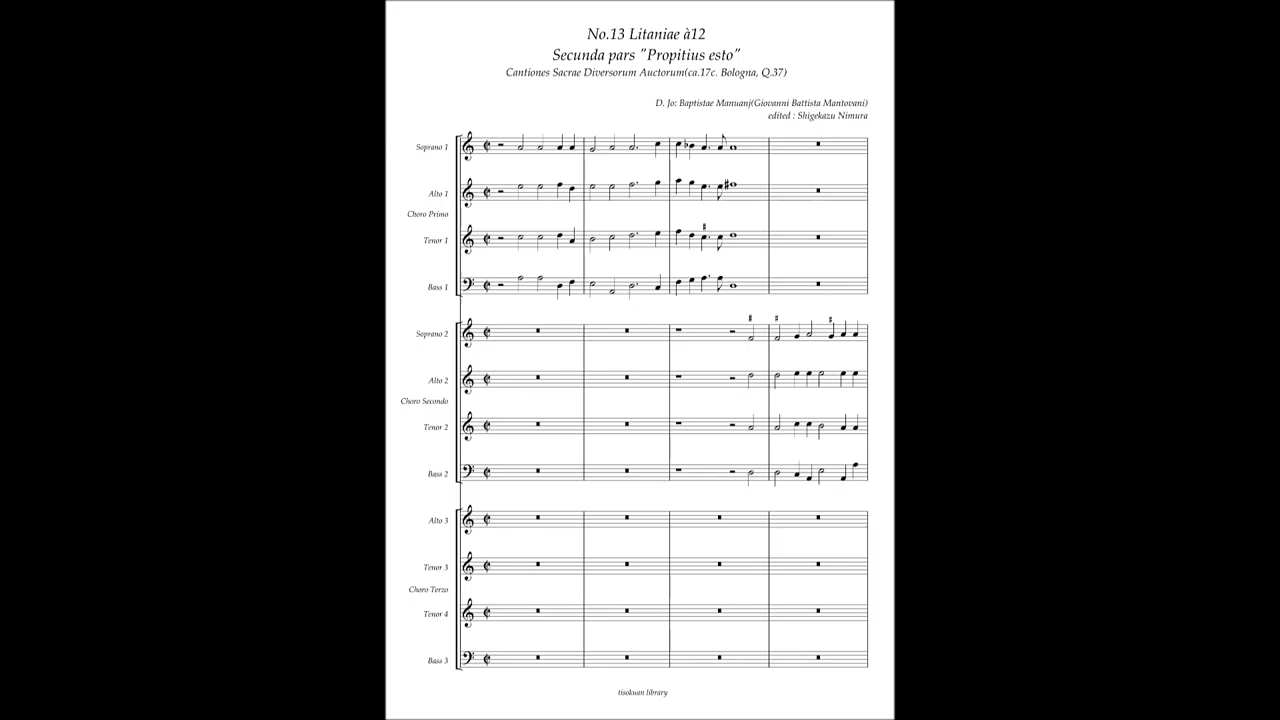 No.13 Litaniae à12
Secunda pars "Propitius esto"
Cantiones Sacrae Diversorum Auctorum(ca.17c. Bologna, Q.37)
D. Jo: Baptistae Manuanj(Giovanni Battista Mantovani)
edited : Shigekazu Nimura
Soprano 1
Alto 1
Choro Primo
Tenor 1
Bass 1
Soprano 2
Alto 2
Choro Secondo
Tenor 2
Bass 2
Alto 3
Tenor 3
Choro Terzo
Tenor 4
Bass 3
tisokuan library